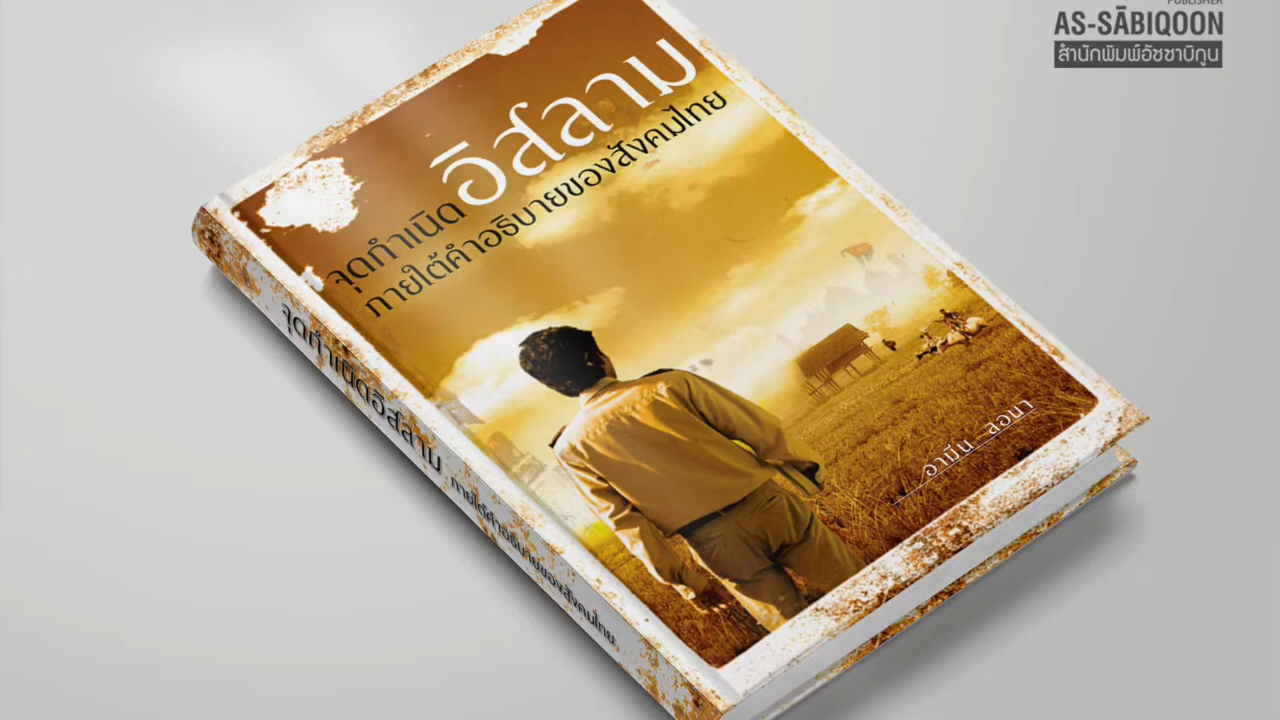 PUBLISHER
AS-SĀBIQOON
สำนักพิมพ์อัซซาบิกูน
จุดกำเนิดอิสลาม
ภายใต้คำอธิบายของสังคมไทย
อามีน ลอนา
จุดกำเนิดอิสลาม ภายใต้คำอธิบายของสังคมไทย